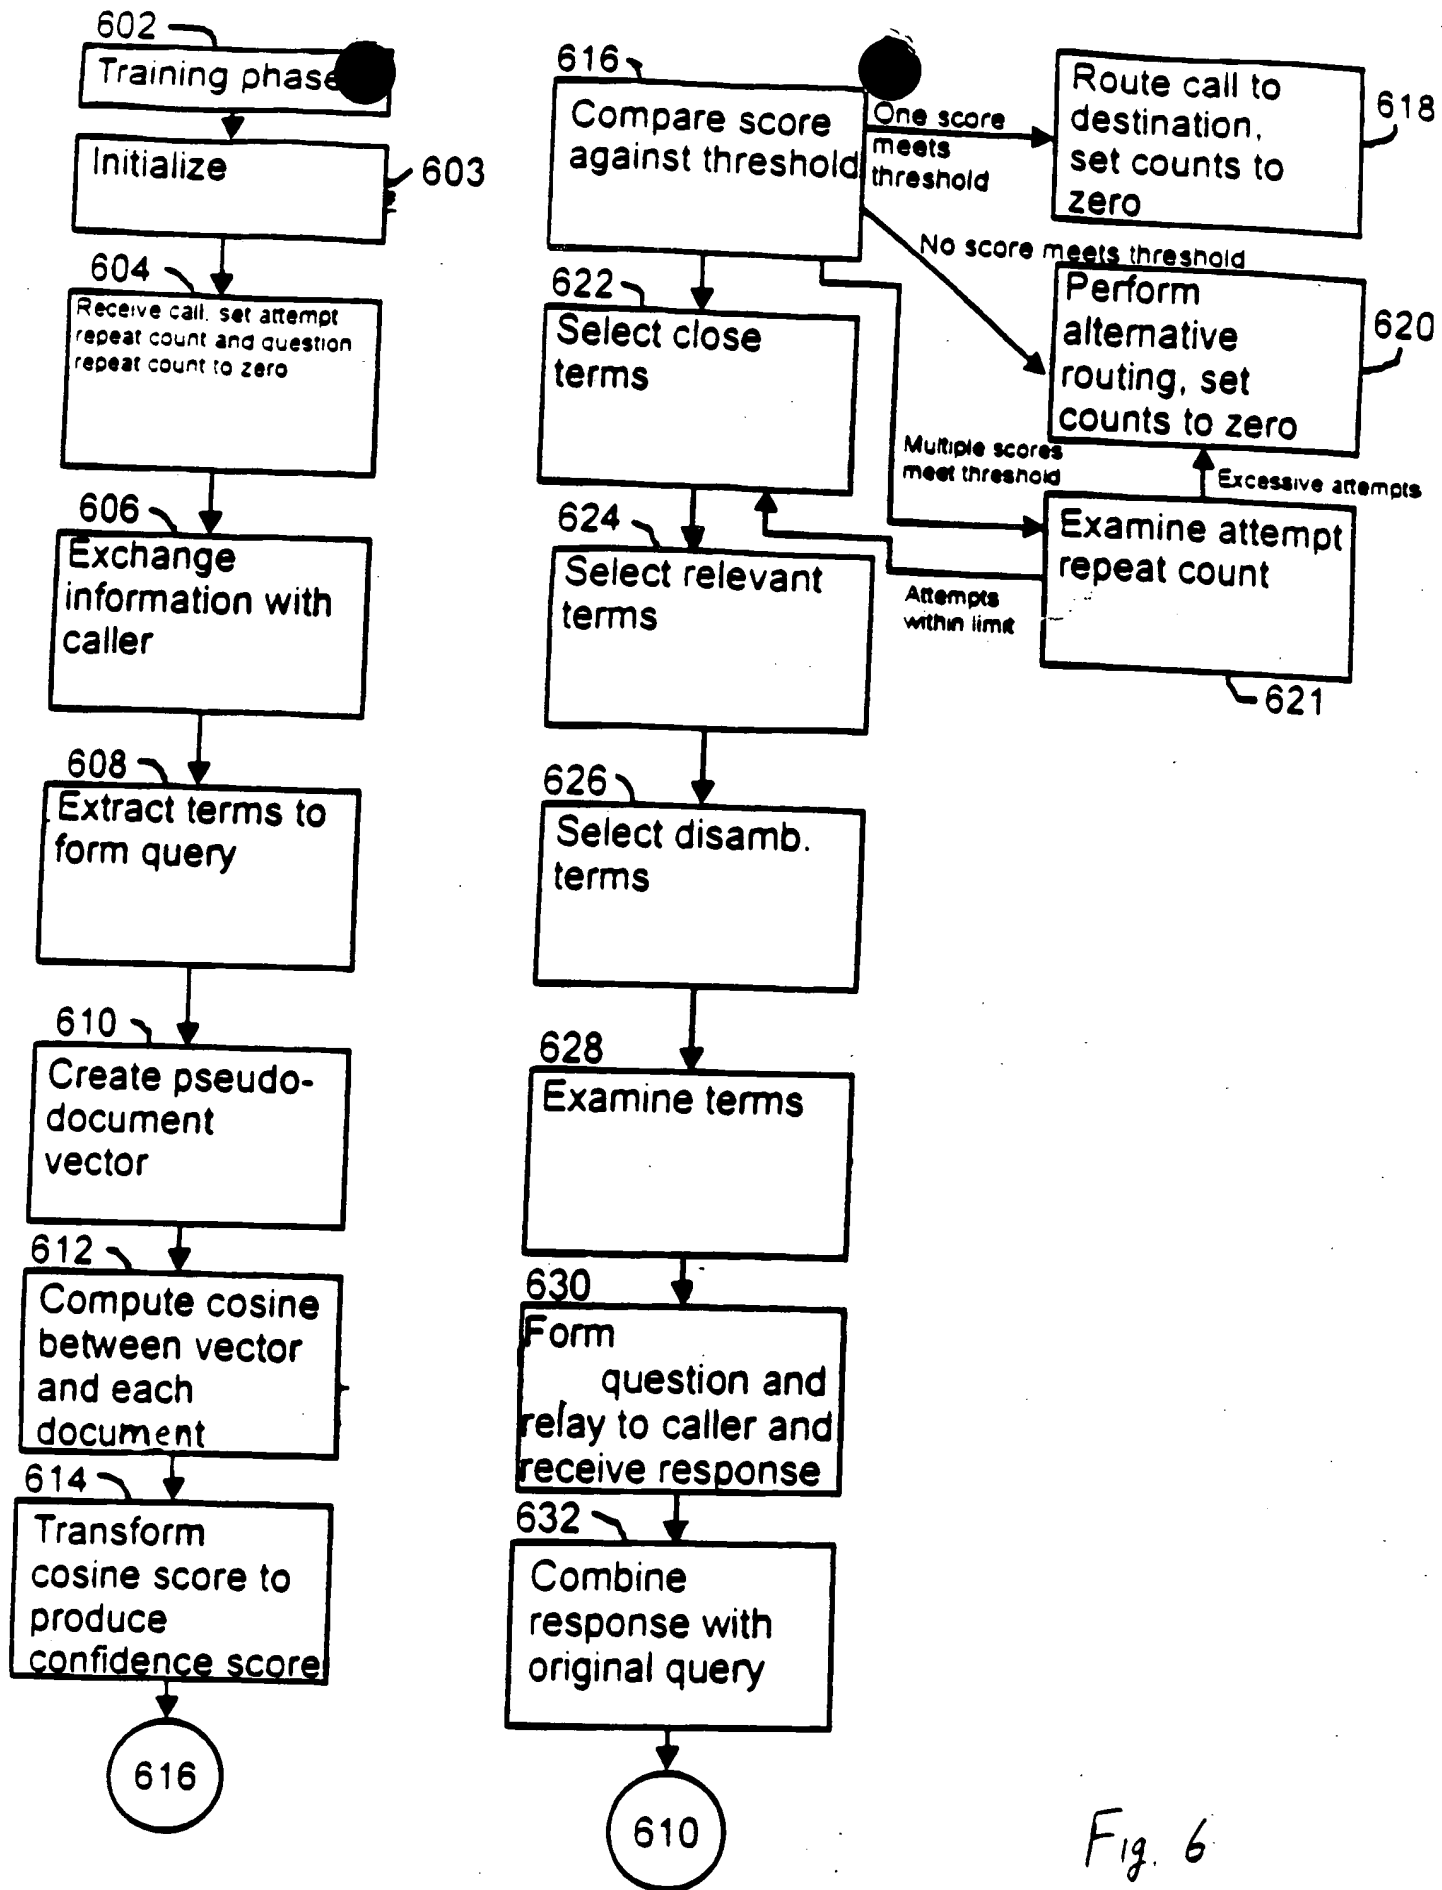 602
Training phase
Initialize
603
604
Receive call, set attempt
repeat count and question
repeat count to zero
606
Exchange
information with
caller
608
Extract terms to
form query
610
Create pseudo-
document
vector
612
Compute cosine
between vector
and each
document
614
Transform
cosine score to
produce
confidence score
616
616
Compare score
against threshold
One score
meets
threshold
Route call to
destination,
set counts to
zero
618
No score meets threshold
Perform
alternative
routing, set
counts to zero
620
622
Select close
terms
Multiple scores
meet threshold
Excessive attempts
Examine attempt
repeat count
621
Attempts
within limit
624
Select relevant
terms
626
Select disamb.
terms
628
Examine terms
630
Form
question and
relay to caller and
receive response
632
Combine
response with
original query
610
Fig. 6